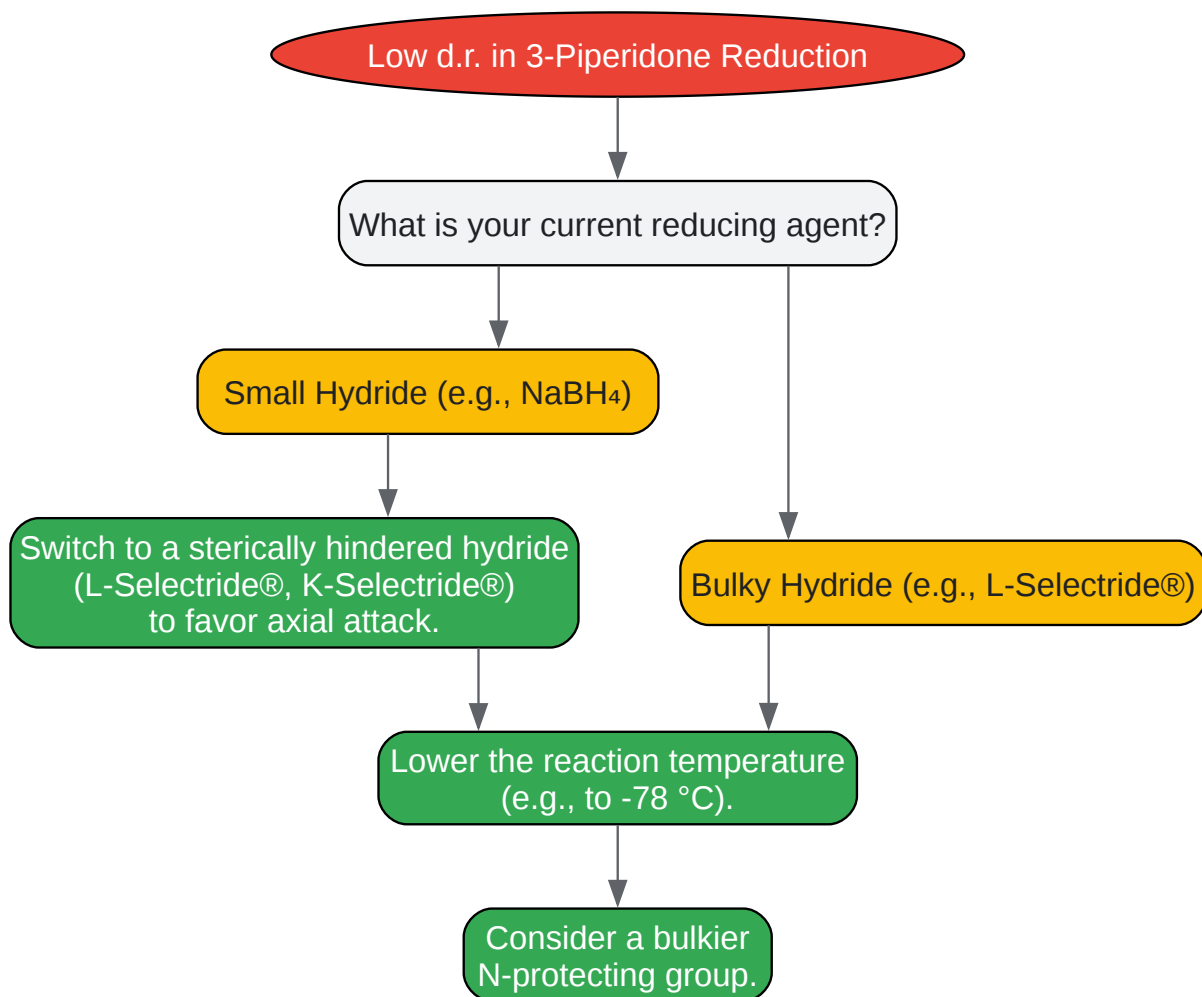 Low d.r. in 3-Piperidone Reduction
What is your current reducing agent?
Small Hydride (e.g., NaBH₄)
Switch to a sterically hindered hydride
(L-Selectride®, K-Selectride®)
to favor axial attack.
Bulky Hydride (e.g., L-Selectride®)
Lower the reaction temperature
(e.g., to -78 °C).
Consider a bulkier
N-protecting group.